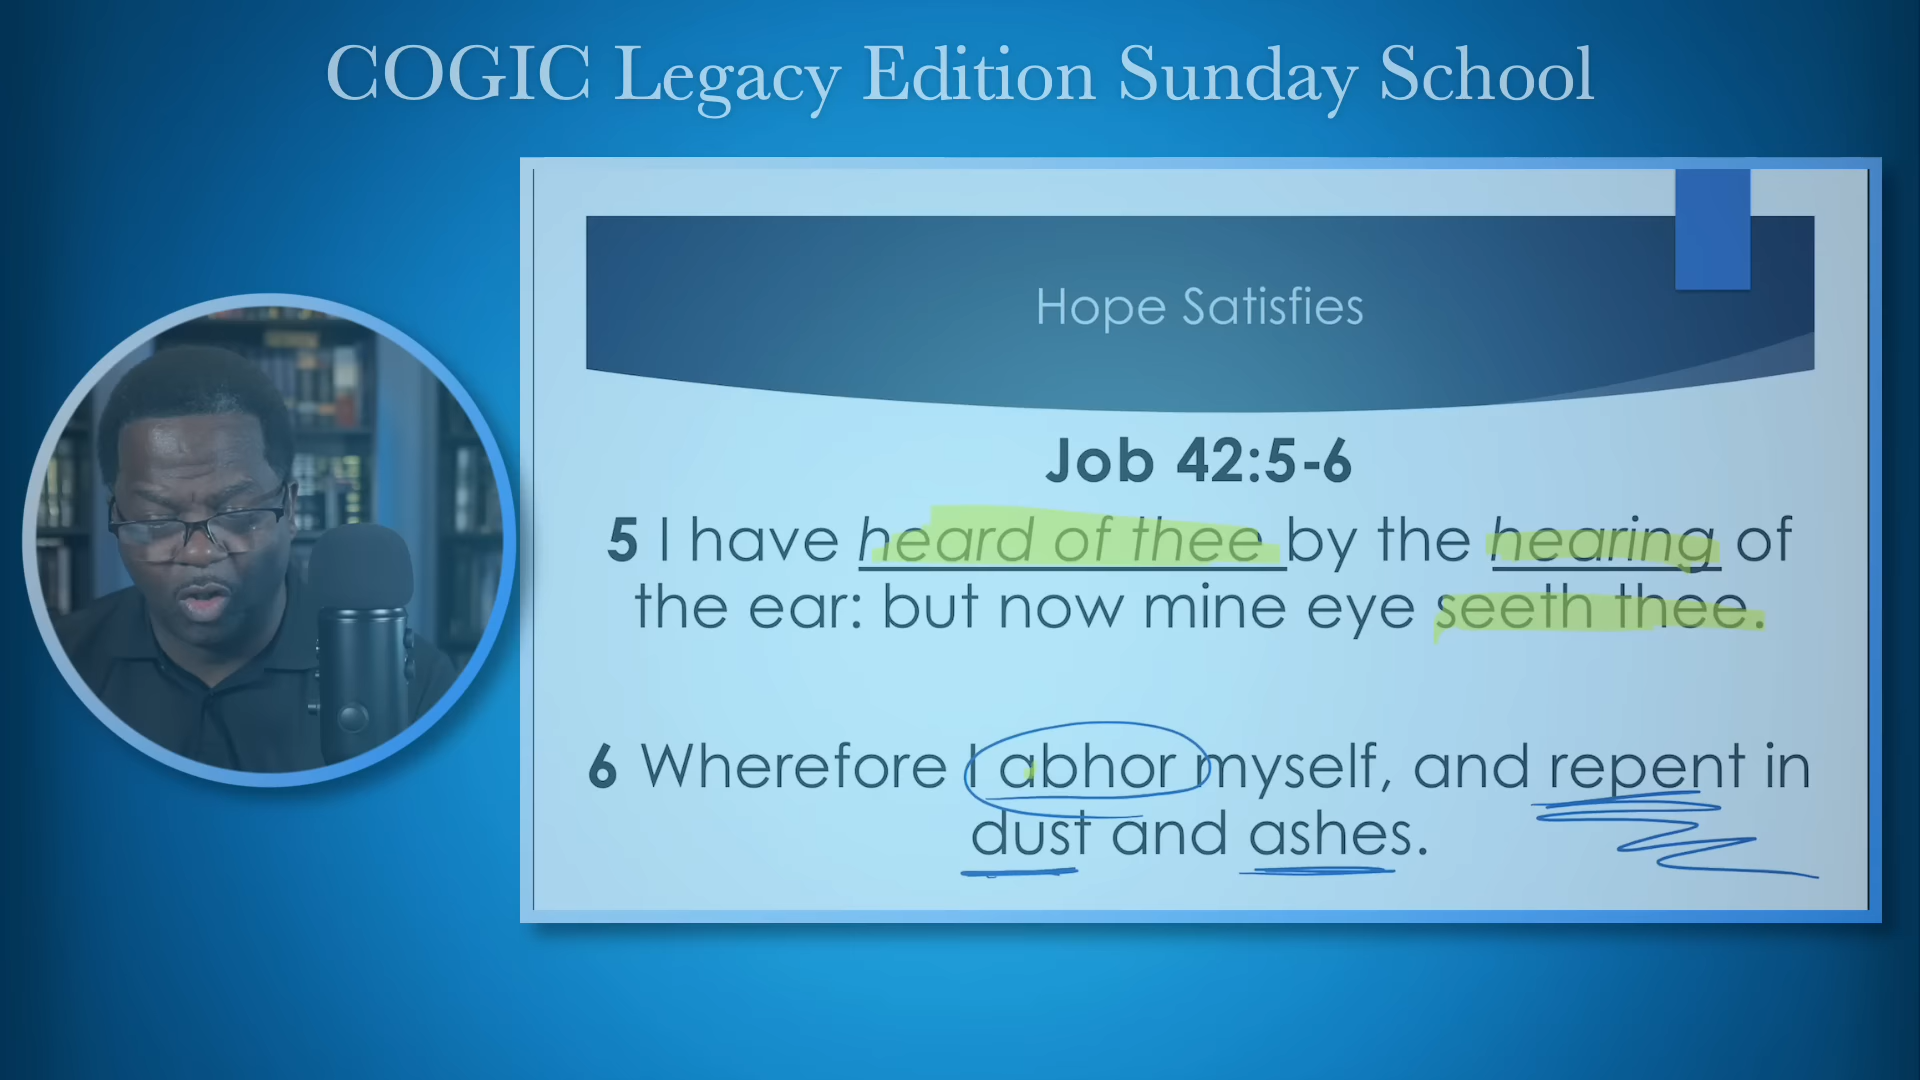 COGIC Legacy Edition Sunday School
Hope Satisfies
Job 42:5-6
5 I have heard of thee by the hearing of
the ear: but now mine eye seeth thee.
6 Wherefore I abhor myself, and repent in
dust and ashes.